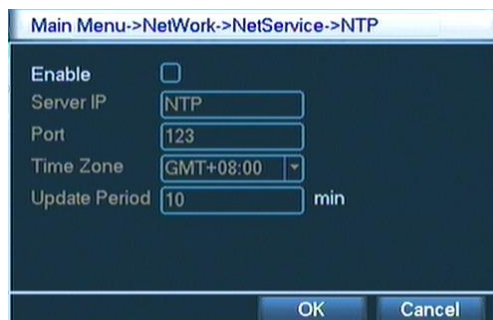 Main Menu->NetWork->NetService->NTP
Enable
Server IP NTP
Port 123
Time Zone GMT+08:00
Update Period 10 min
OK Cancel